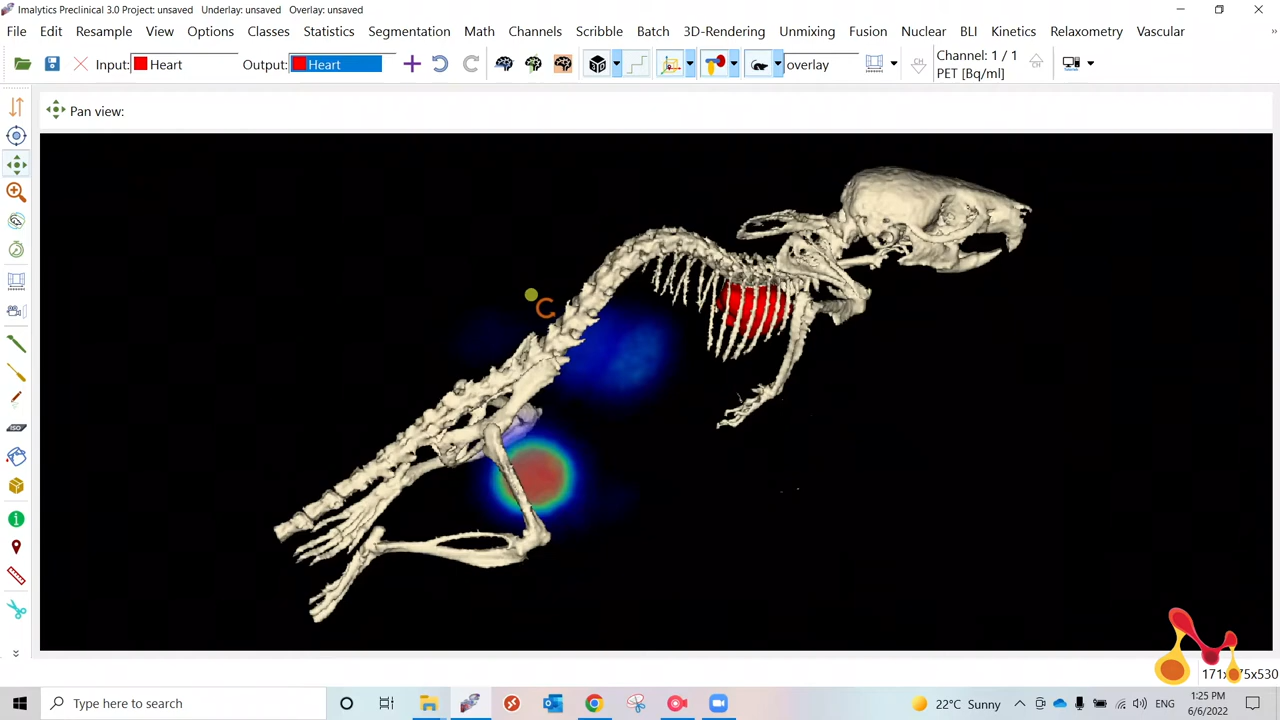 Imalytics Preclinical 3.0 Project: unsaved Underlay: unsaved Overlay: unsaved
File Edit Resample View Options Classes Statistics Segmentation Math Channels Scribble Batch 3D-Rendering Unmixing Fusion Nuclear BLI Kinetics Relaxometry Vascular
Input: Heart Output: Heart overlay CH Channel: 1 / 1 CH
PET [Bq/ml]
Pan view:
ISO
Type here to search
22°C Sunny
ENG
1:25 PM
6/6/2022